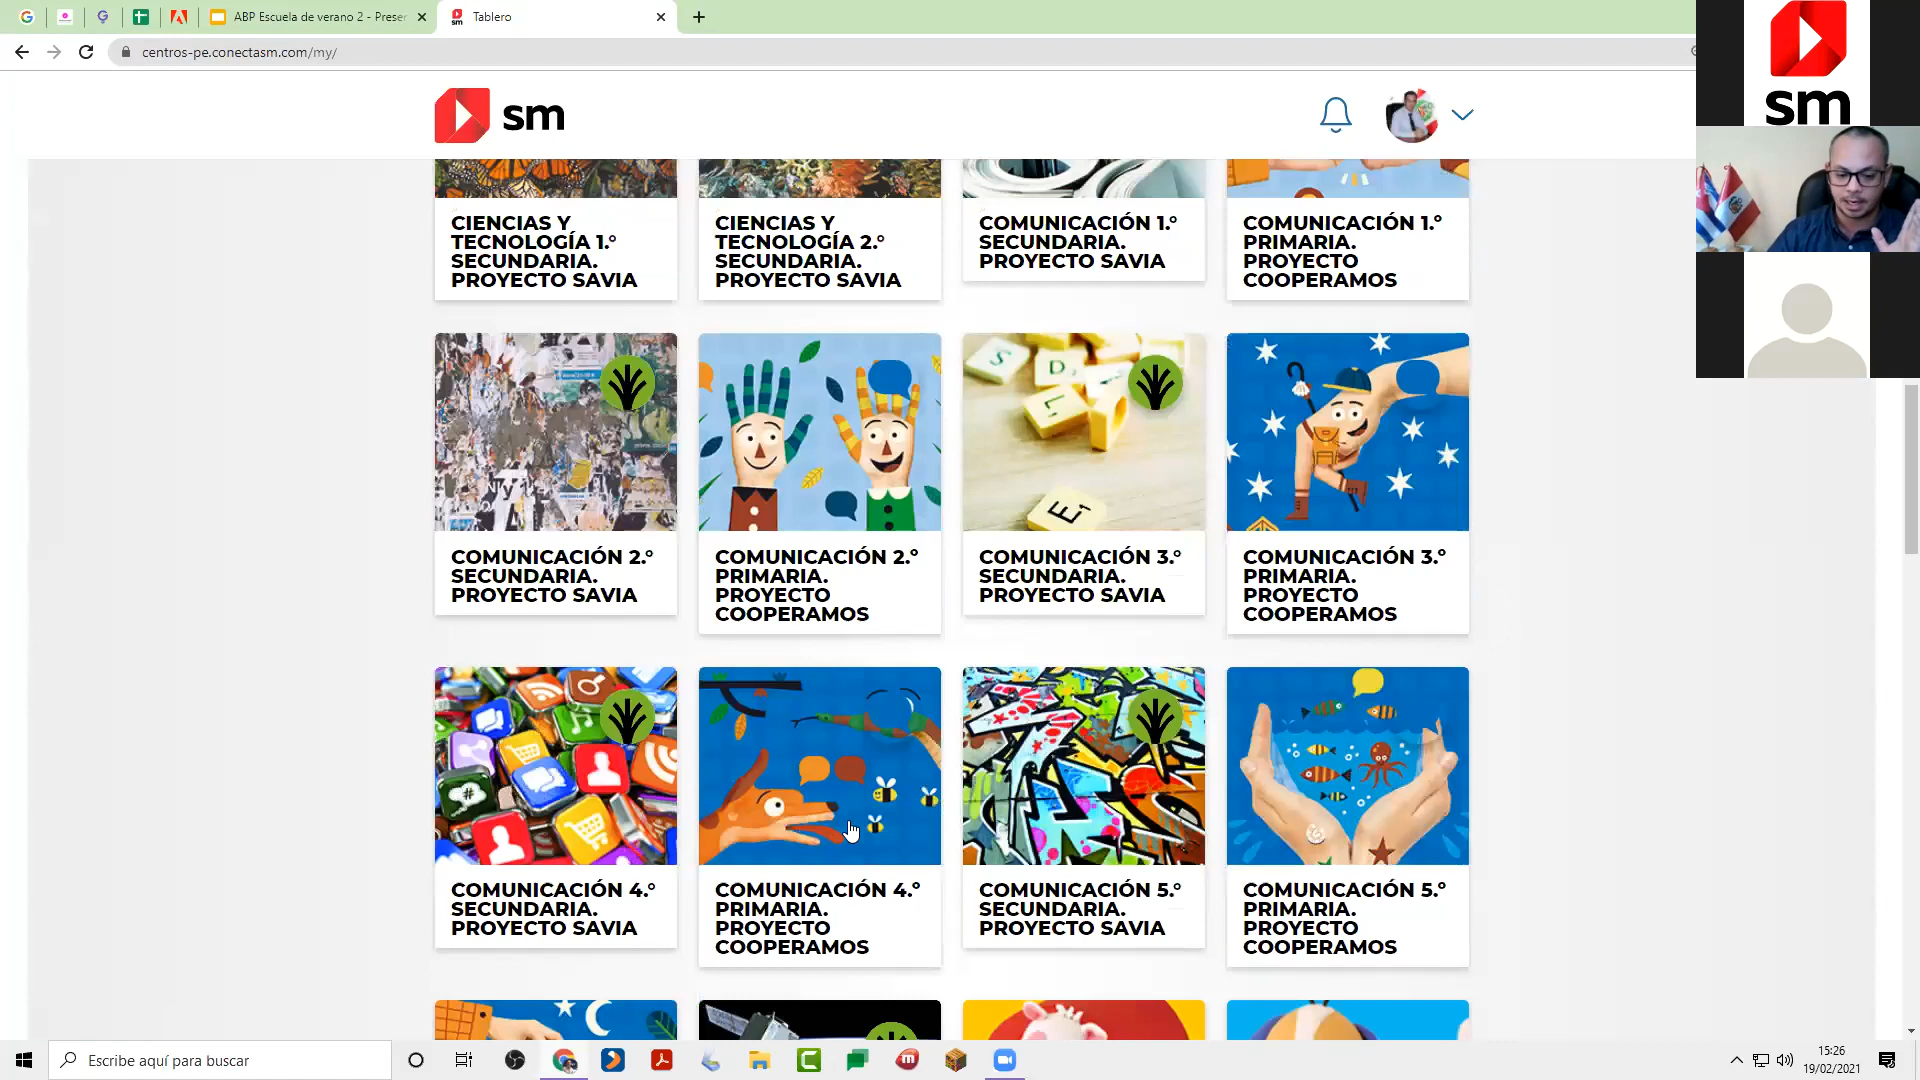 ABP Escuela de verano 2 - Preser
Tablero
centros-pe.conectasm.com/my/
sm
sm
CIENCIAS Y
TECNOLOGÍA 1.°
SECUNDARIA.
PROYECTO SAVIA
CIENCIAS Y
TECNOLOGÍA 2.°
SECUNDARIA.
PROYECTO SAVIA
COMUNICACIÓN 1.°
SECUNDARIA.
PROYECTO SAVIA
COMUNICACIÓN 1.º
PRIMARIA.
PROYECTO
COOPERAMOS
S
D
L
E
COMUNICACIÓN 2.°
SECUNDARIA.
PROYECTO SAVIA
COMUNICACIÓN 2.º
PRIMARIA.
PROYECTO
COOPERAMOS
COMUNICACIÓN 3.°
SECUNDARIA.
PROYECTO SAVIA
COMUNICACIÓN 3.º
PRIMARIA.
PROYECTO
COOPERAMOS
#
COMUNICACIÓN 4.°
SECUNDARIA.
PROYECTO SAVIA
COMUNICACIÓN 4.º
PRIMARIA.
PROYECTO
COOPERAMOS
COMUNICACIÓN 5.°
SECUNDARIA.
PROYECTO SAVIA
COMUNICACIÓN 5.º
PRIMARIA.
PROYECTO
COOPERAMOS
Escribe aquí para buscar
15:26
19/02/2021